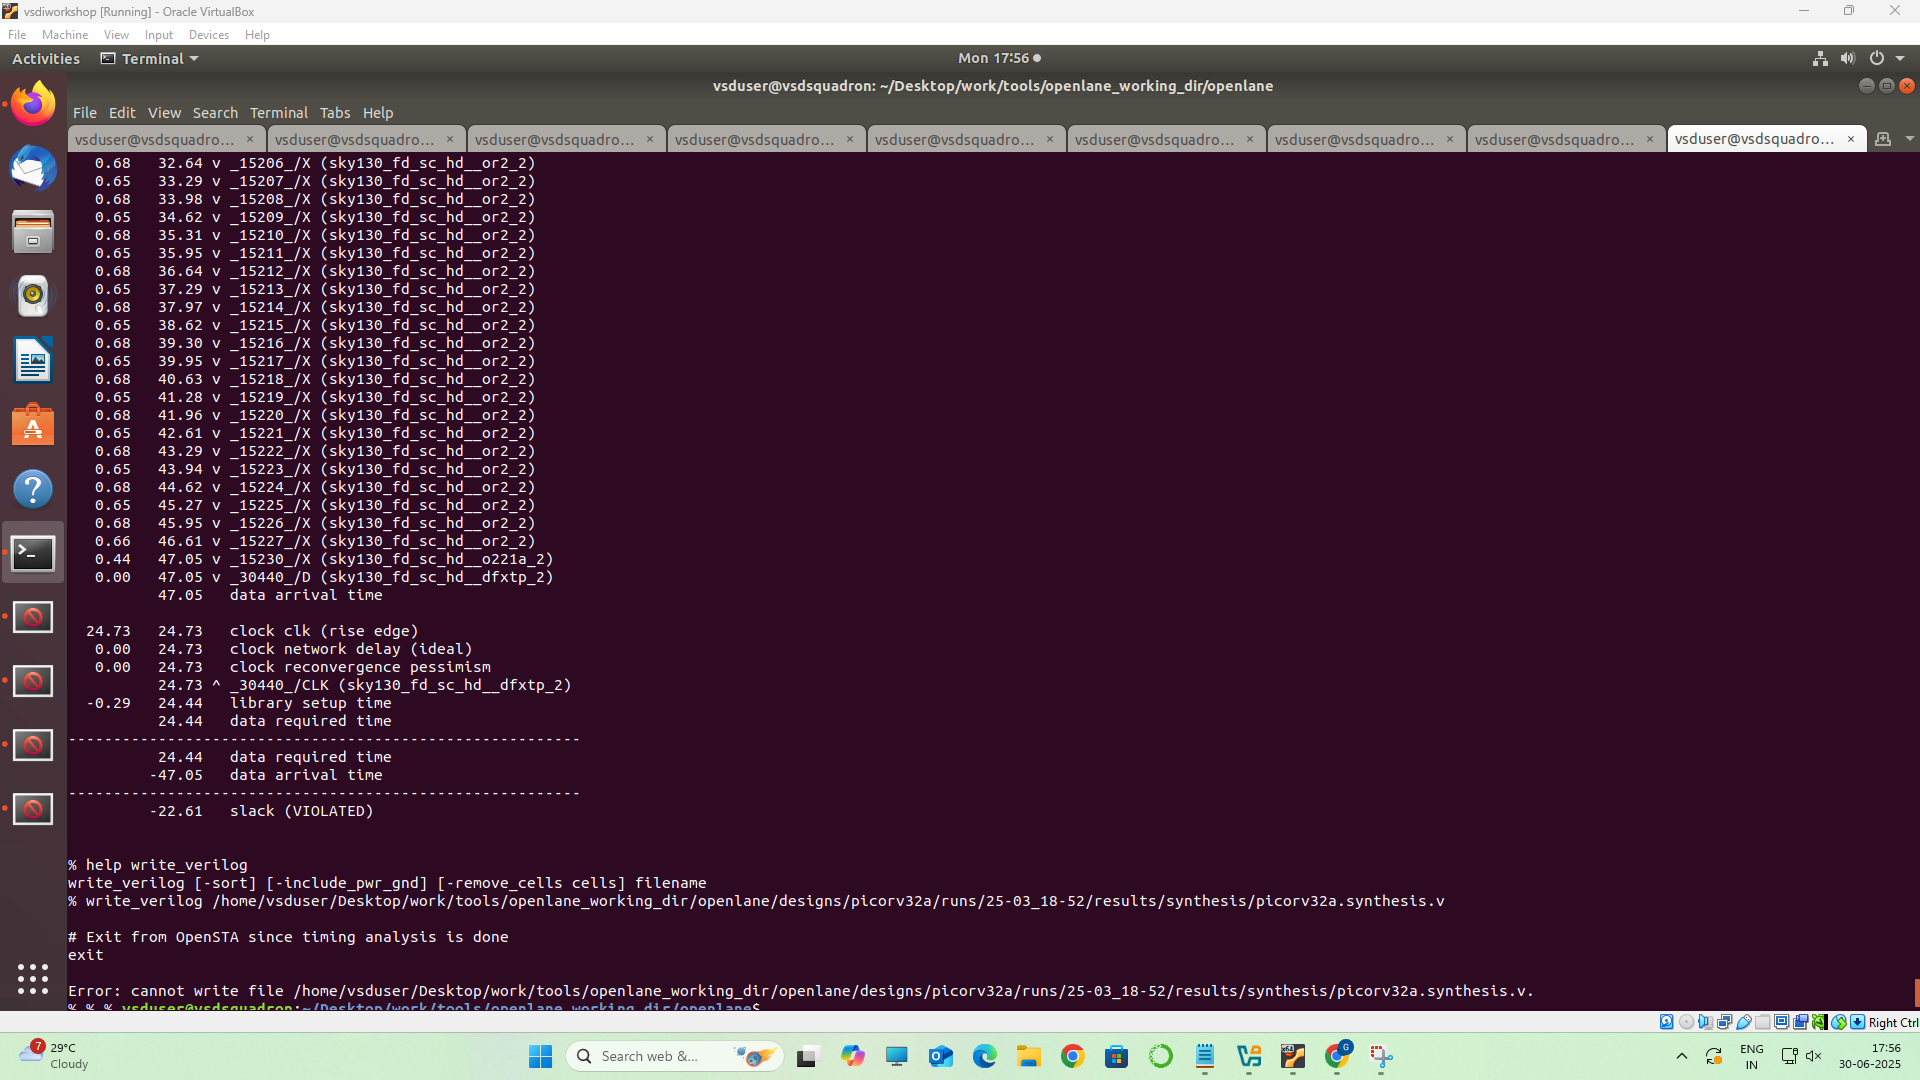 vsdiworkshop [Running] - Oracle VirtualBox
File Machine View Input Devices Help
Activities Terminal Mon 17:56
vsduser@vsdsquadron: ~/Desktop/work/tools/openlane_working_dir/openlane
File Edit View Search Terminal Tabs Help
vsduser@vsdsquadro... × vsduser@vsdsquadro... × vsduser@vsdsquadro... × vsduser@vsdsquadro... × vsduser@vsdsquadro... × vsduser@vsdsquadro... × vsduser@vsdsquadro... × vsduser@vsdsquadro... × vsduser@vsdsquadro... ×
0.68 32.64 v _15206_/X (sky130_fd_sc_hd__or2_2)
0.65 33.29 v _15207_/X (sky130_fd_sc_hd__or2_2)
0.68 33.98 v _15208_/X (sky130_fd_sc_hd__or2_2)
0.65 34.62 v _15209_/X (sky130_fd_sc_hd__or2_2)
0.68 35.31 v _15210_/X (sky130_fd_sc_hd__or2_2)
0.65 35.95 v _15211_/X (sky130_fd_sc_hd__or2_2)
0.68 36.64 v _15212_/X (sky130_fd_sc_hd__or2_2)
0.65 37.29 v _15213_/X (sky130_fd_sc_hd__or2_2)
0.68 37.97 v _15214_/X (sky130_fd_sc_hd__or2_2)
0.65 38.62 v _15215_/X (sky130_fd_sc_hd__or2_2)
0.68 39.30 v _15216_/X (sky130_fd_sc_hd__or2_2)
0.65 39.95 v _15217_/X (sky130_fd_sc_hd__or2_2)
0.68 40.63 v _15218_/X (sky130_fd_sc_hd__or2_2)
0.65 41.28 v _15219_/X (sky130_fd_sc_hd__or2_2)
0.68 41.96 v _15220_/X (sky130_fd_sc_hd__or2_2)
0.65 42.61 v _15221_/X (sky130_fd_sc_hd__or2_2)
0.68 43.29 v _15222_/X (sky130_fd_sc_hd__or2_2)
0.65 43.94 v _15223_/X (sky130_fd_sc_hd__or2_2)
0.68 44.62 v _15224_/X (sky130_fd_sc_hd__or2_2)
0.65 45.27 v _15225_/X (sky130_fd_sc_hd__or2_2)
0.68 45.95 v _15226_/X (sky130_fd_sc_hd__or2_2)
0.66 46.61 v _15227_/X (sky130_fd_sc_hd__or2_2)
0.44 47.05 v _15230_/X (sky130_fd_sc_hd__o221a_2)
0.00 47.05 v _30440_/D (sky130_fd_sc_hd__dfxtp_2)
47.05 data arrival time
24.73 24.73 clock clk (rise edge)
0.00 24.73 clock network delay (ideal)
0.00 24.73 clock reconvergence pessimism
24.73 ^ _30440_/CLK (sky130_fd_sc_hd__dfxtp_2)
-0.29 24.44 library setup time
24.44 data required time
---------------------------------------------------------
24.44 data required time
-47.05 data arrival time
---------------------------------------------------------
-22.61 slack (VIOLATED)
% help write_verilog
write_verilog [-sort] [-include_pwr_gnd] [-remove_cells cells] filename
% write_verilog /home/vsduser/Desktop/work/tools/openlane_working_dir/openlane/designs/picorv32a/runs/25-03_18-52/results/synthesis/picorv32a.synthesis.v
# Exit from OpenSTA since timing analysis is done
exit
Error: cannot write file /home/vsduser/Desktop/work/tools/openlane_working_dir/openlane/designs/picorv32a/runs/25-03_18-52/results/synthesis/picorv32a.synthesis.v.
% % % vsduser@vsdsquadron:~/Desktop/work/tools/openlane_working_dir/openlane$
Right Ctrl
7 29°C
Cloudy
Search web &...
ENG
IN
17:56
30-06-2025